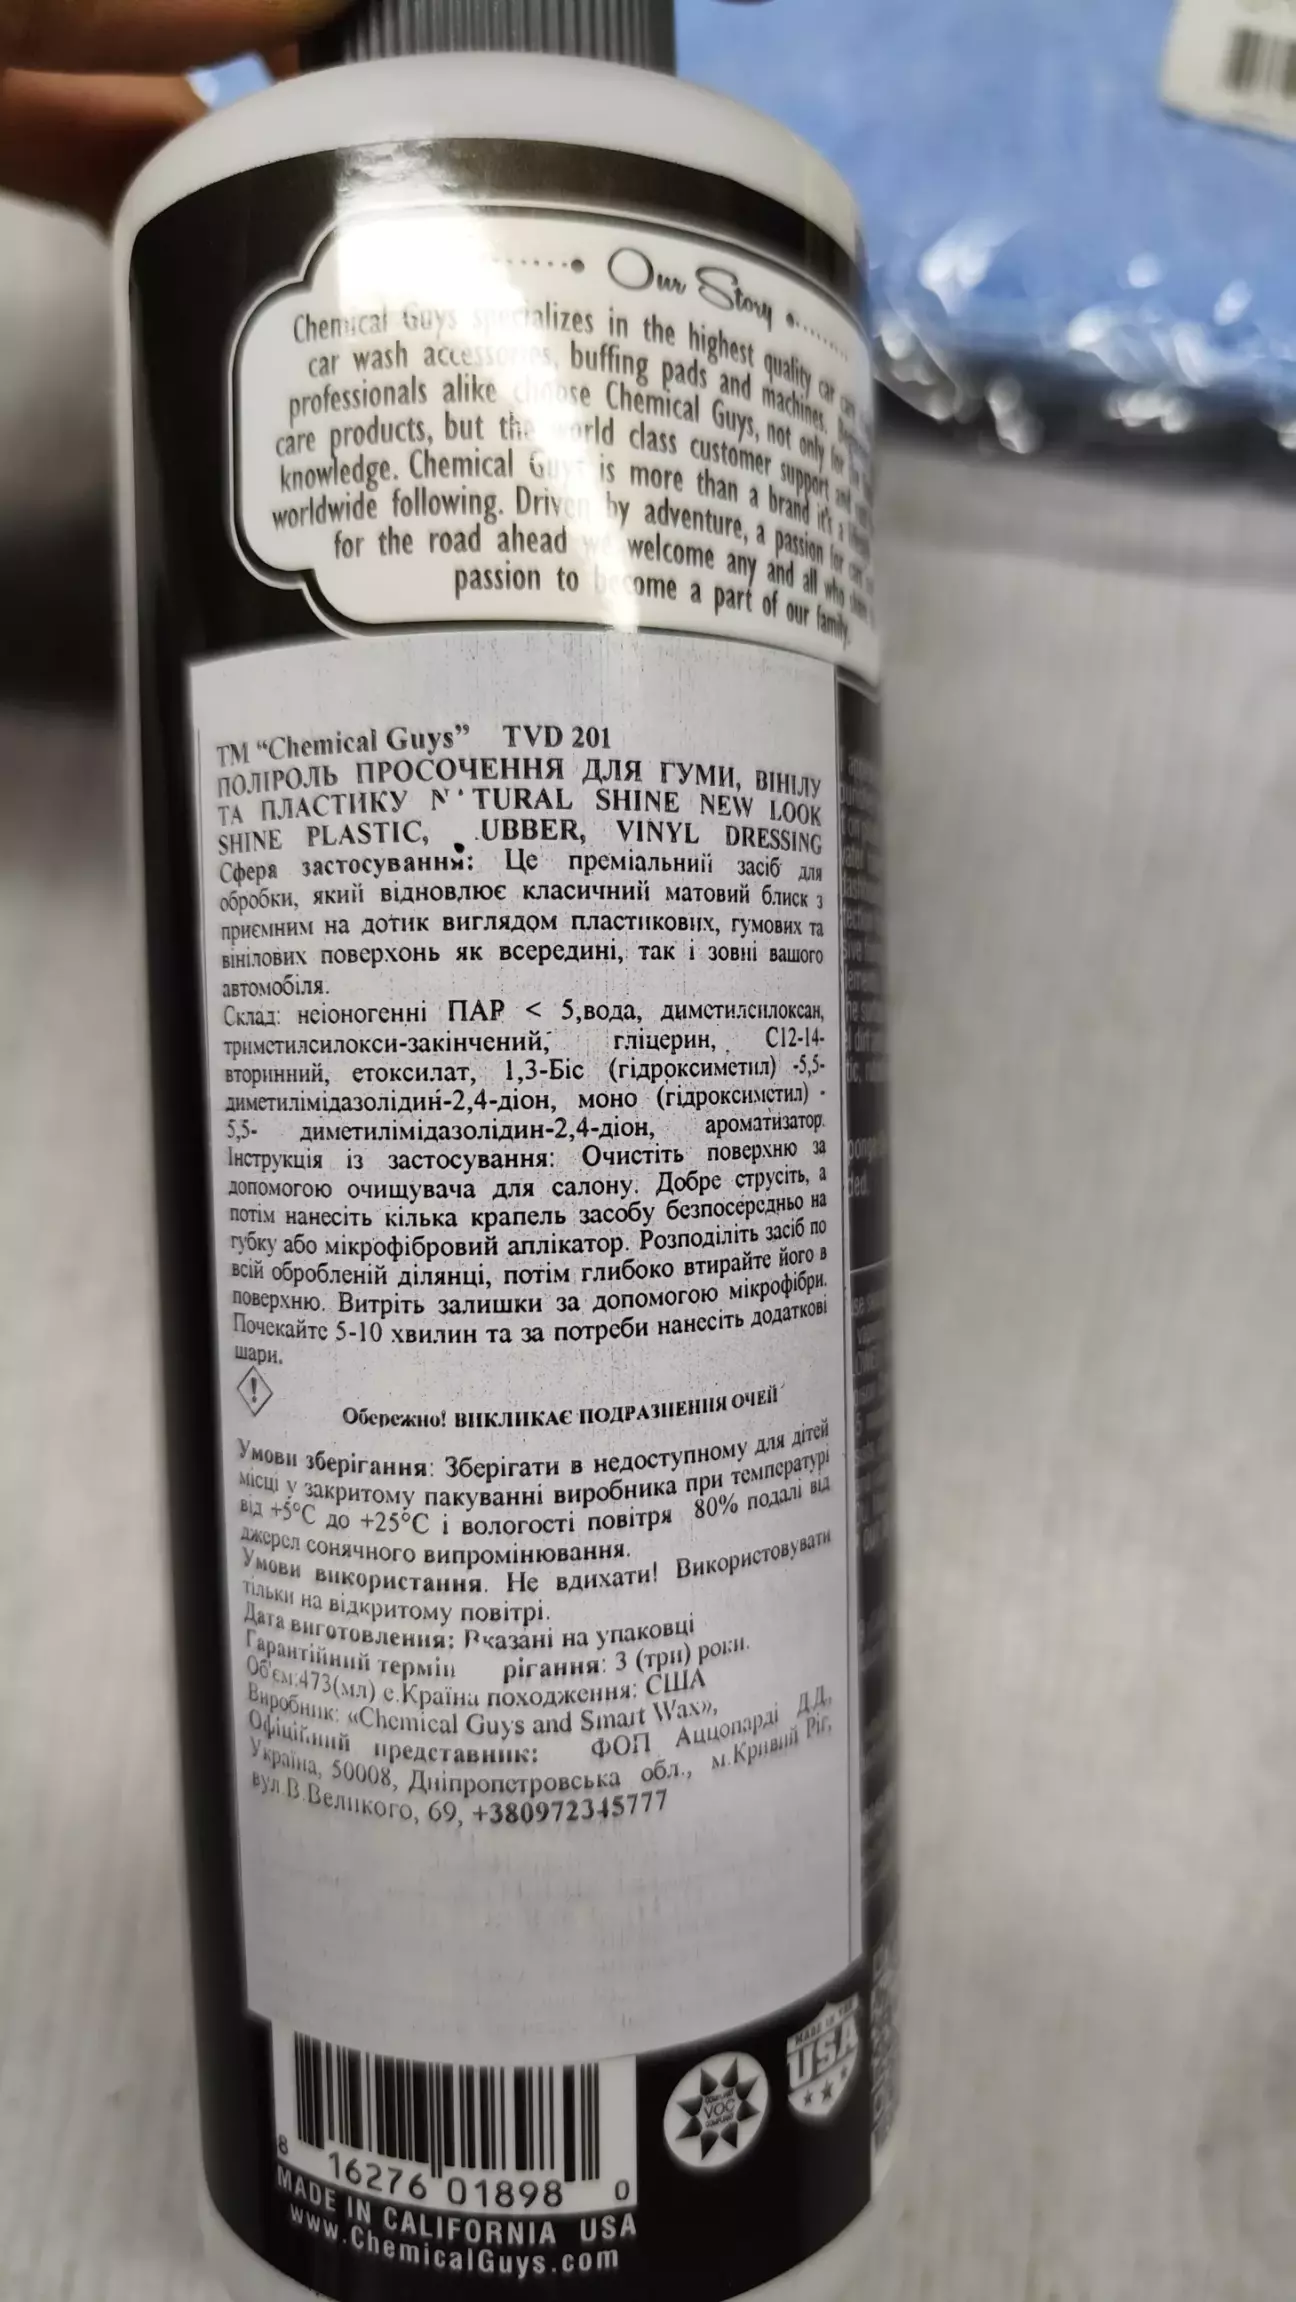 Our Story
Chemical Guys specializes in the highest quality car
car wash accessories, buffing pads and machines.
professionals alike choose Chemical Guys, not only for
care products, but the world class customer support and
knowledge. Chemical Guys is more than a brand it's a
worldwide following. Driven by adventure, a passion for
for the road ahead we welcome any and all who
passion to become a part of our family.
ТМ “Chemical Guys” TVD 201
ПОЛІРОЛЬ ПРОСОЧЕННЯ ДЛЯ ГУМИ, ВІНІЛУ
ТА ПЛАСТИКУ N TURAL SHINE NEW LOOK
SHINE PLASTIC, .UBBER, VINYL DRESSING
Сфера застосування: Це преміальний засіб для
обробки, який відновлює класичний матовий блиск з
приємним на дотик виглядом пластикових, гумових та
вінілових поверхонь як всередині, так і зовні вашого
автомобіля.
Склад: неіоногенні ПАР < 5,вода, диметилсилоксан,
триметилсилокси-закінчений, гліцерин, С12-14-
вторинний, етоксилат, 1,3-Біс (гідроксиметил) -5,5-
диметилімідазолідин-2,4-діон, моно (гідроксиметил) -
5,5- диметилімідазолідин-2,4-діон, ароматизатор.
Інструкція із застосування: Очистіть поверхню за
допомогою очищувача для салону. Добре струсіть, а
потім нанесіть кілька крапель засобу безпосередньо на
губку або мікрофібровий аплікатор. Розподіліть засіб по
всій обробленій ділянці, потім глибоко втирайте його в
поверхню. Витріть залишки за допомогою мікрофібри.
Почекайте 5-10 хвилин та за потреби нанесіть додаткові
шари.
Обережно! ВИКЛИКАЄ ПОДРАЗНЕННЯ ОЧЕЙ
Умови зберігання: Зберігати в недоступному для дітей
місці у закритому пакуванні виробника при температурі
від +5°С до +25°С і вологості повітря 80% подалі від
джерел сонячного випромінювання.
Умови використання. Не вдихати! Використовувати
тільки на відкритому повітрі.
Дата виготовлення: Вказані на упаковці
Гарантійний термін рігання: 3 (три) роки.
Об'єм:473(мл) е.Країна походження: США
Виробник: «Chemical Guys and Smart Wax»,
Офіційний представник: ФОП Аццопарді Д.Д,
Україна, 50008, Дніпропетровська обл., м.Кривий Ріг,
вул.В.Великого, 69, +380972345777
8 16276 01898 0
VOC
MADE IN THE
USA
MADE IN CALIFORNIA USA
www.ChemicalGuys.com